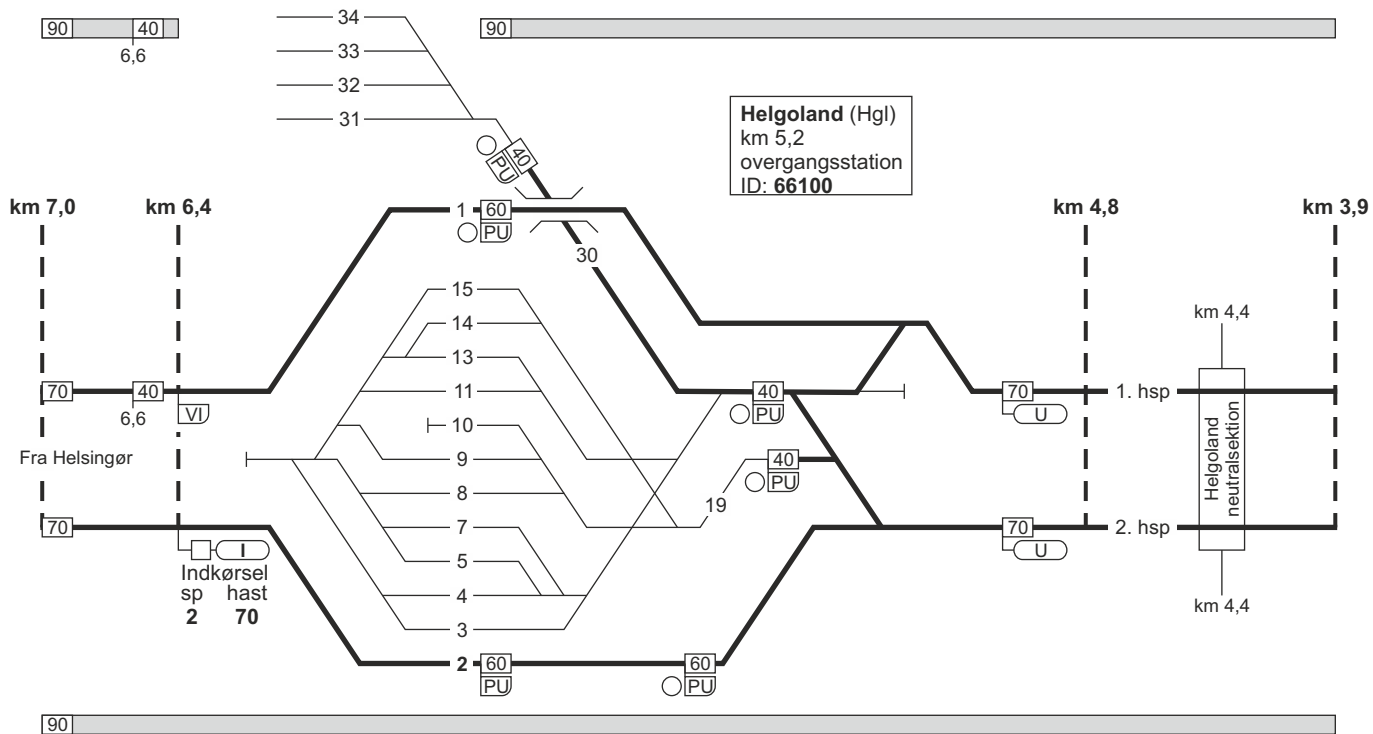 90
40
6,6
90
34
33
32
31
Helgoland (Hgl)
km 5,2
overgangsstation
ID: 66100
40
PU
km 7,0
km 6,4
1
60
PU
km 4,8
km 3,9
30
15
14
13
11
10
9
8
7
5
4
3
19
km 4,4
70
40
6,6
VI
40
PU
70
U
1. hsp
Helgoland
neutralsektion
Fra Helsingør
40
PU
70
I
Indkørsel
sp hast
2 70
70
U
2. hsp
km 4,4
2
60
PU
60
PU
90